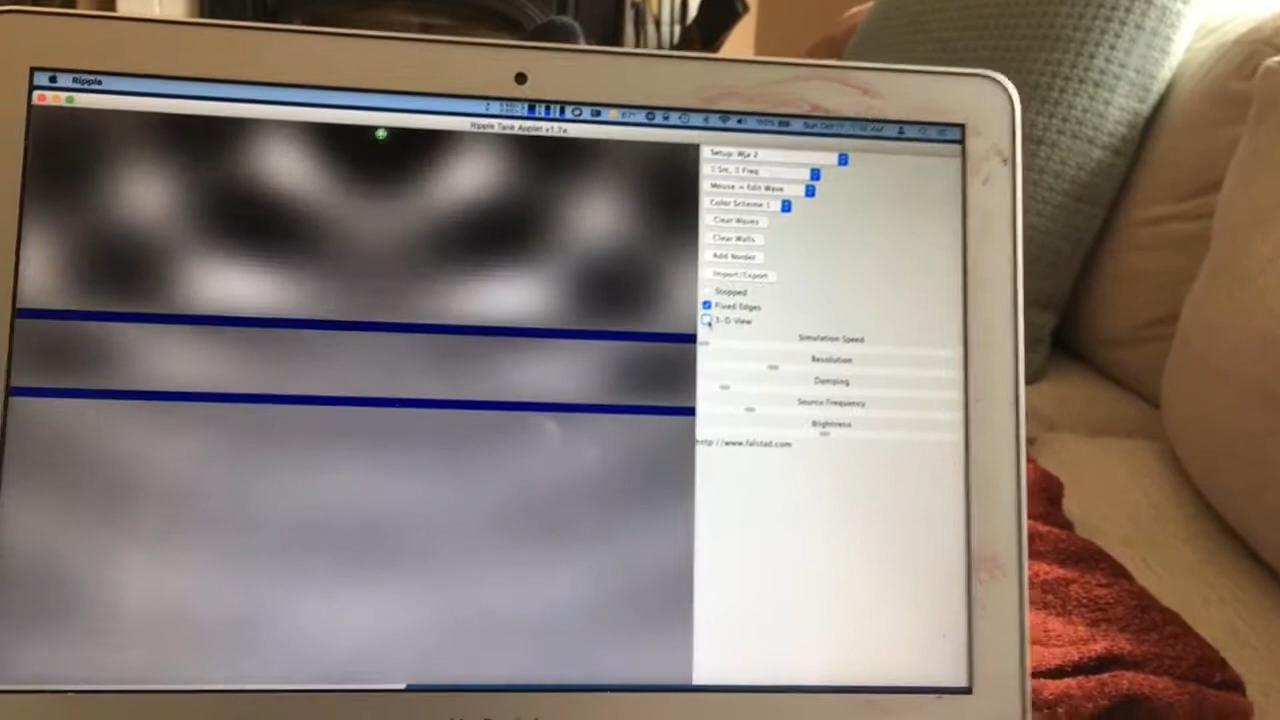 Ripple
Ripple Tank Applet v1.7a
Setup: Wja 2
1 Src, 1 Freq
Mouse = Edit Wave
Color Scheme 1
Clear Waves
Clear Walls
Add Border
Import/Export
Stopped
Fixed Edges
3-D View
Simulation Speed
Resolution
Damping
Source Frequency
Brightness
http://www.falstad.com